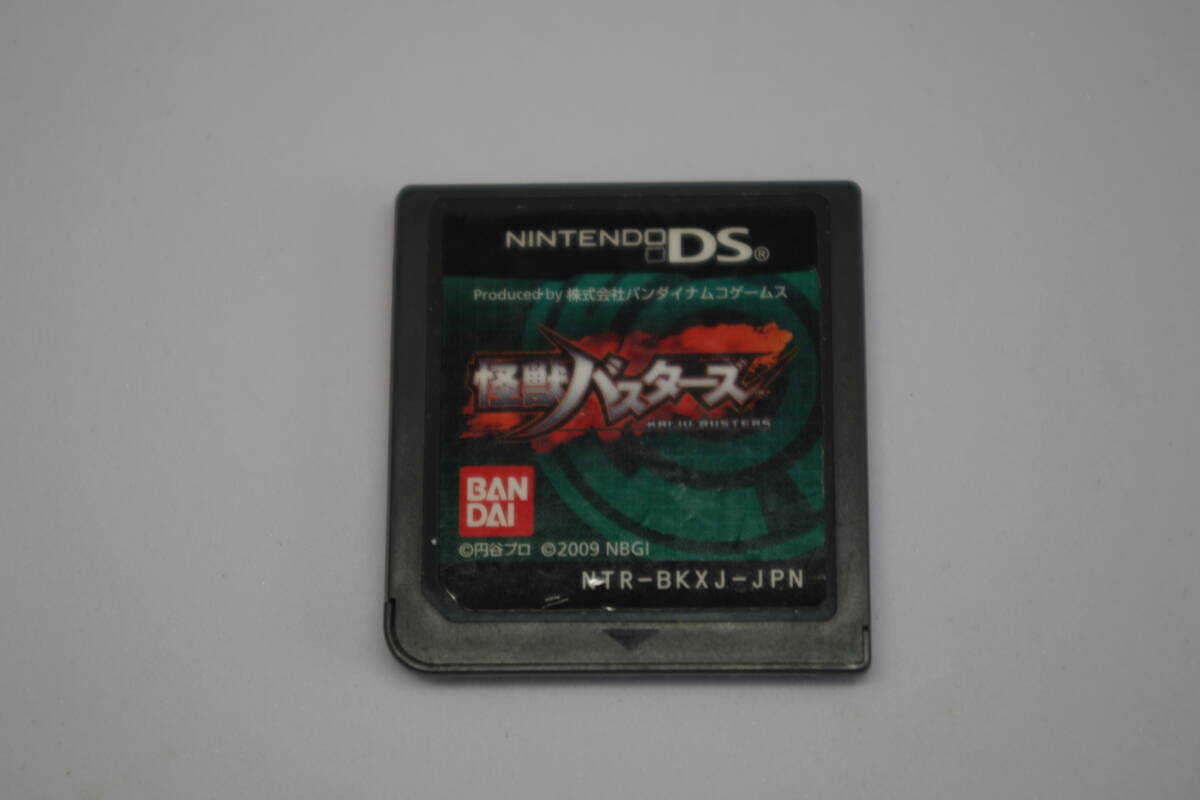 NINTENDO DS®
Produced by 株式会社バンダイナムコゲームス
怪獣バスターズ
KAIJU BUSTERS
BAN
DAI
©円谷プロ ©2009 NBGI
NTR-BKXJ-JPN